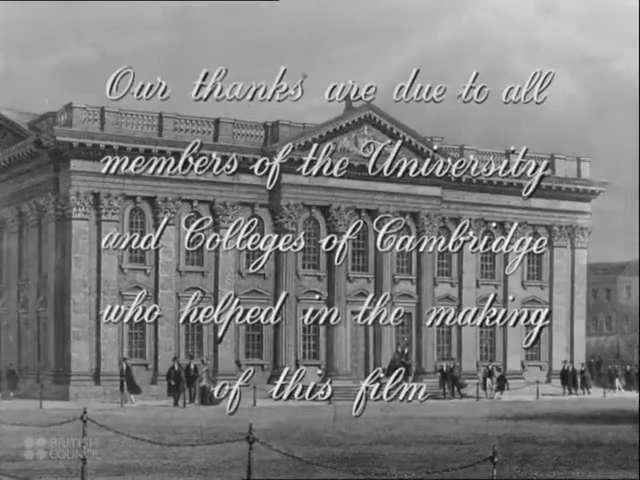 Our thanks are due to all
members of the University
and Colleges of Cambridge
who helped in the making
of this film
BRITISH
COUNCIL